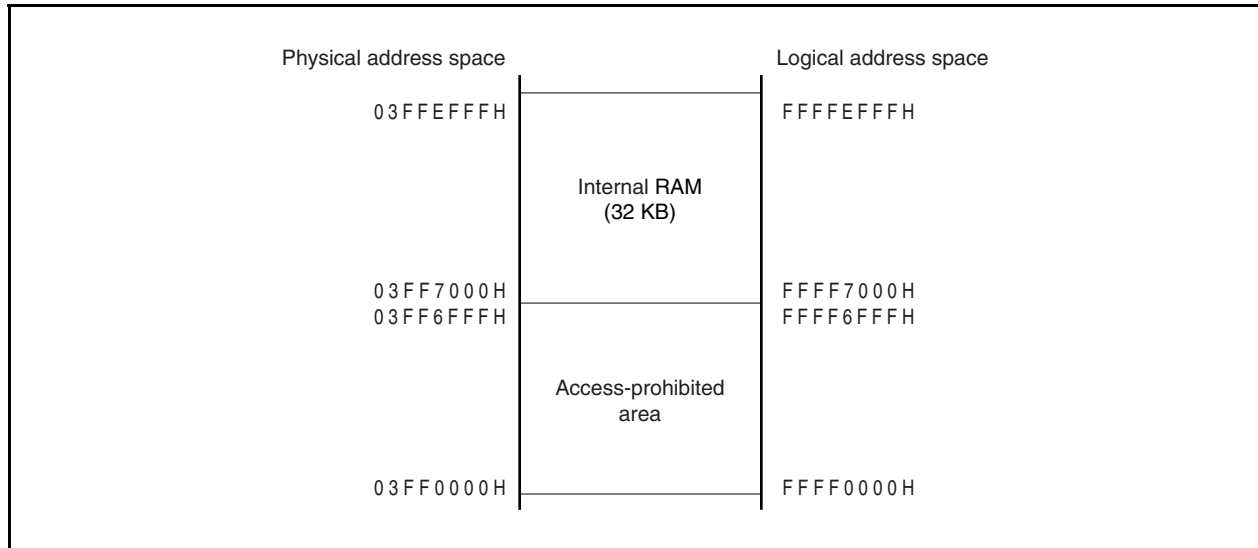 Physical address space Logical address space
03FFEFFFH FFFFEFFFH
Internal RAM
(32 KB)
03FF7000H FFFF7000H
03FF6FFFH FFFF6FFFH
Access-prohibited
area
03FF0000H FFFF0000H